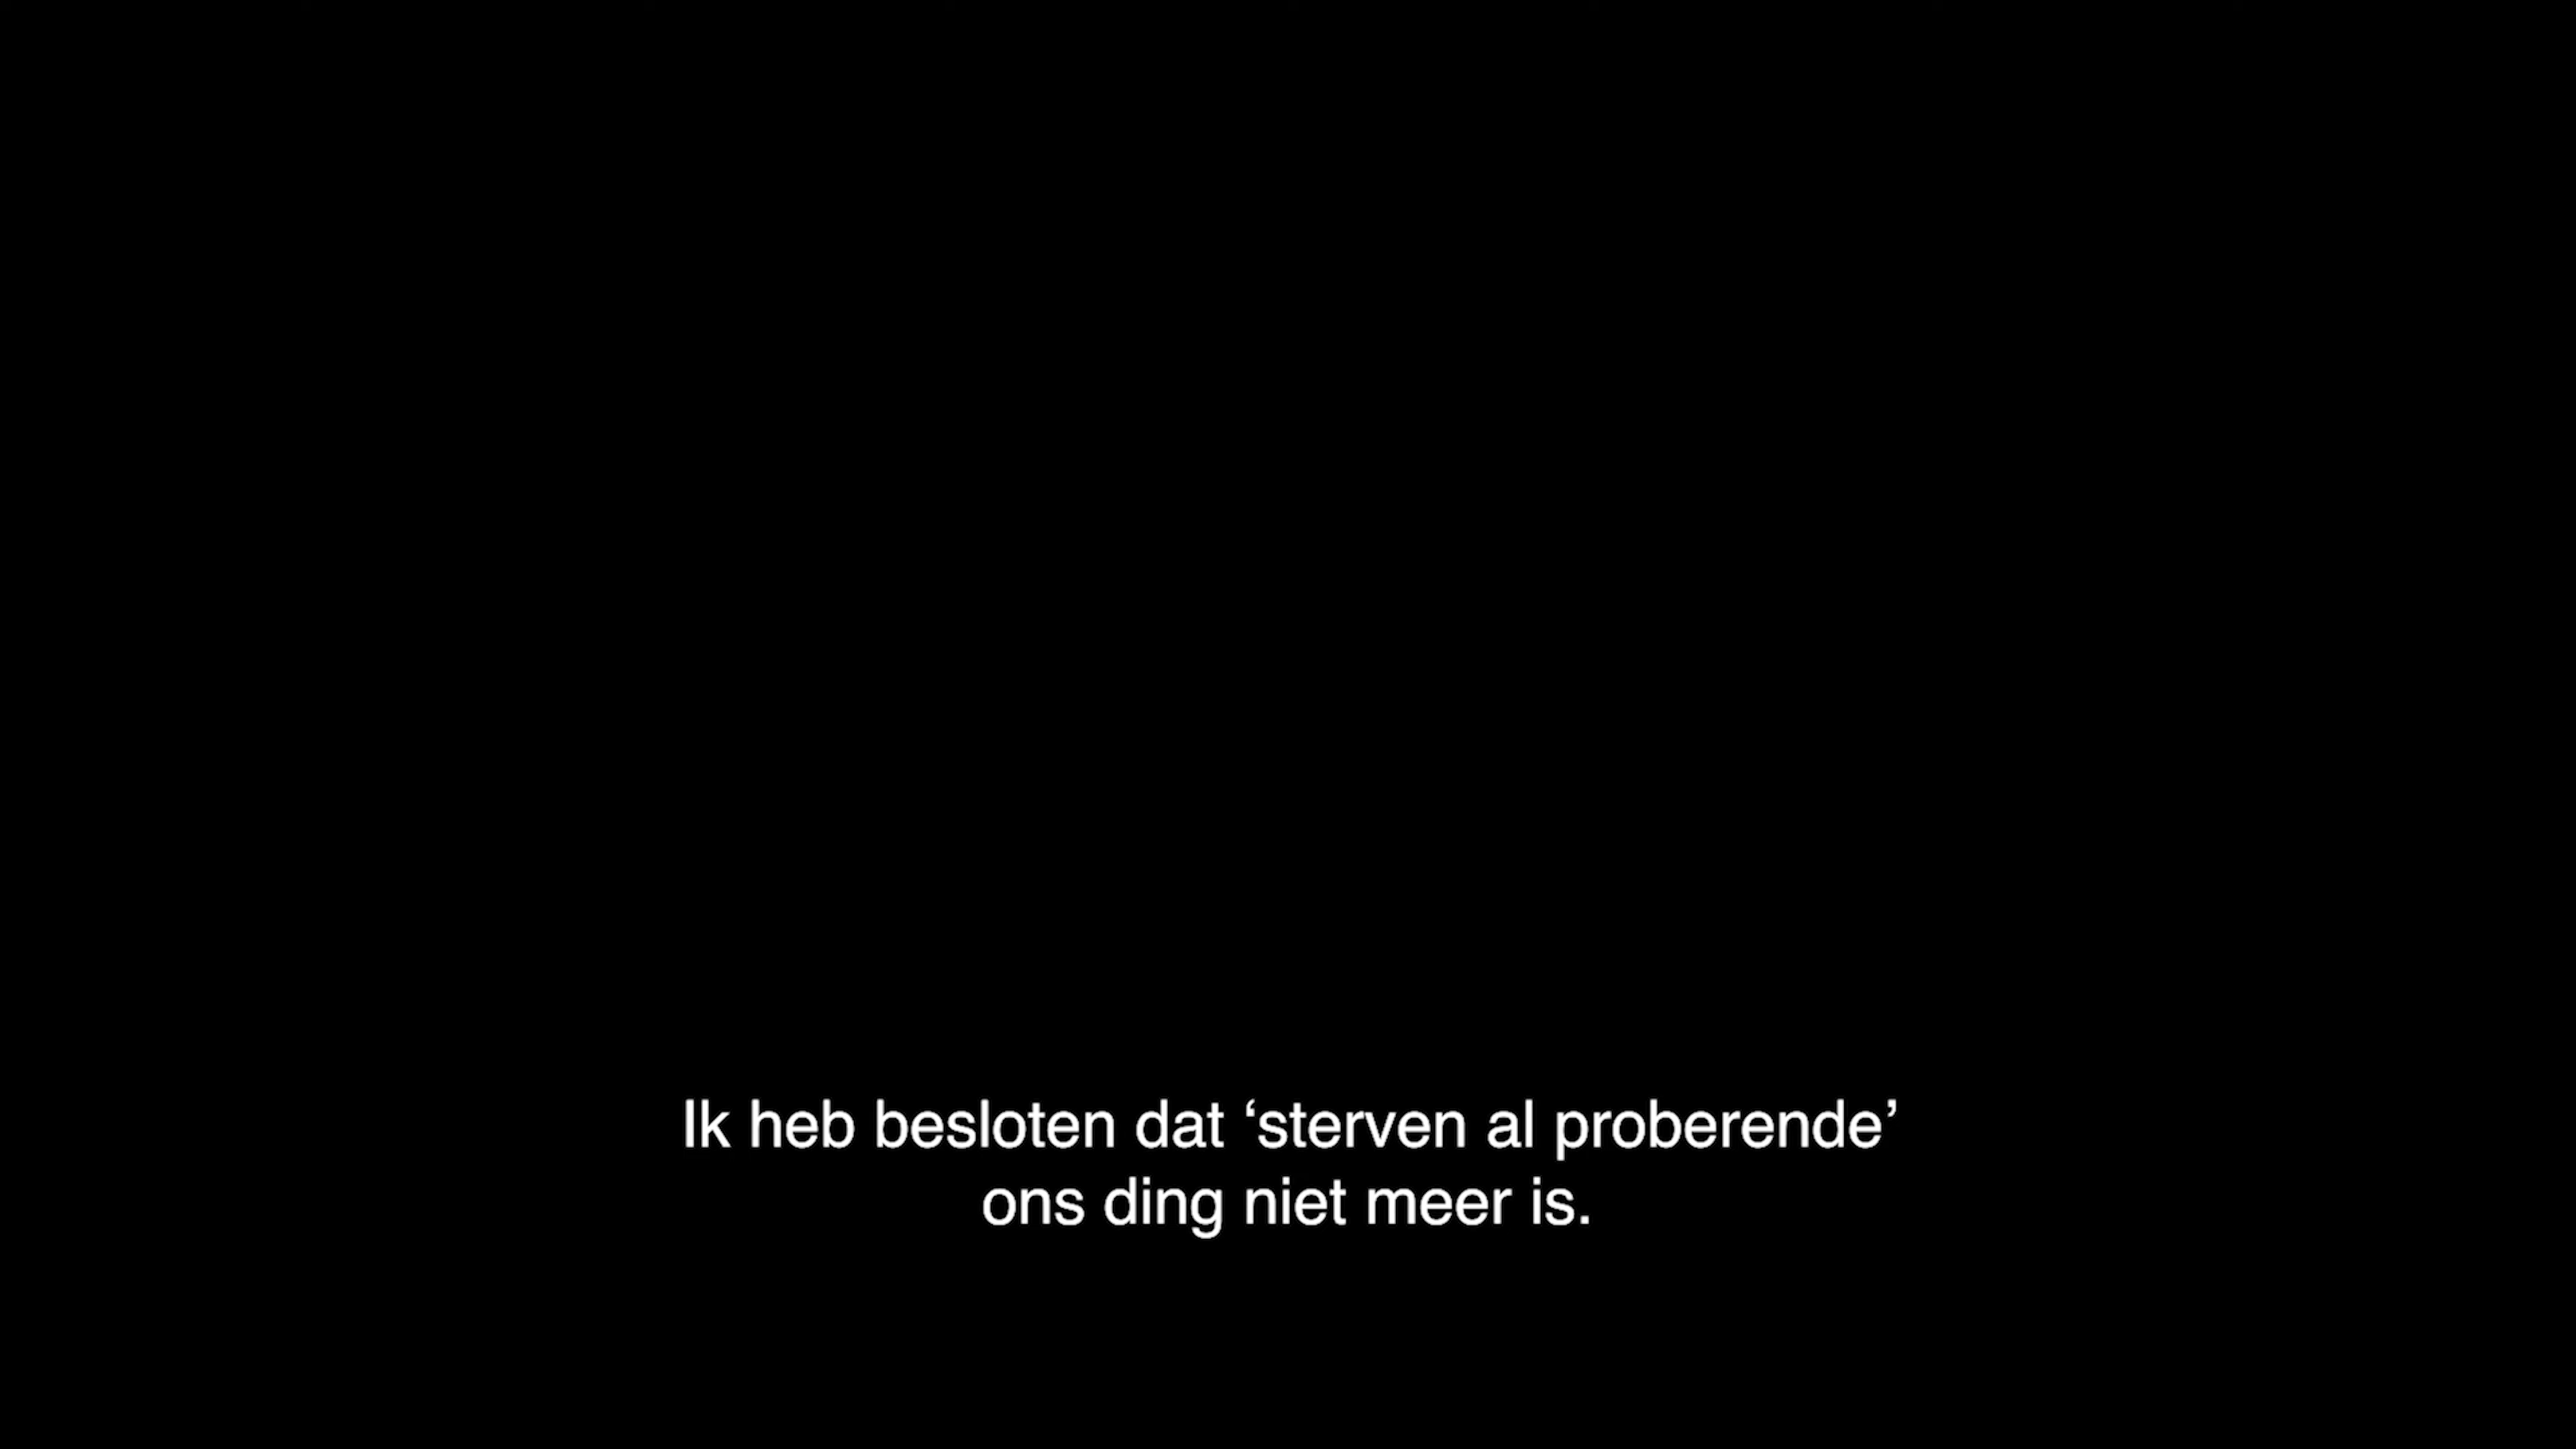 Ik heb besloten dat ‘sterven al proberende’
ons ding niet meer is.